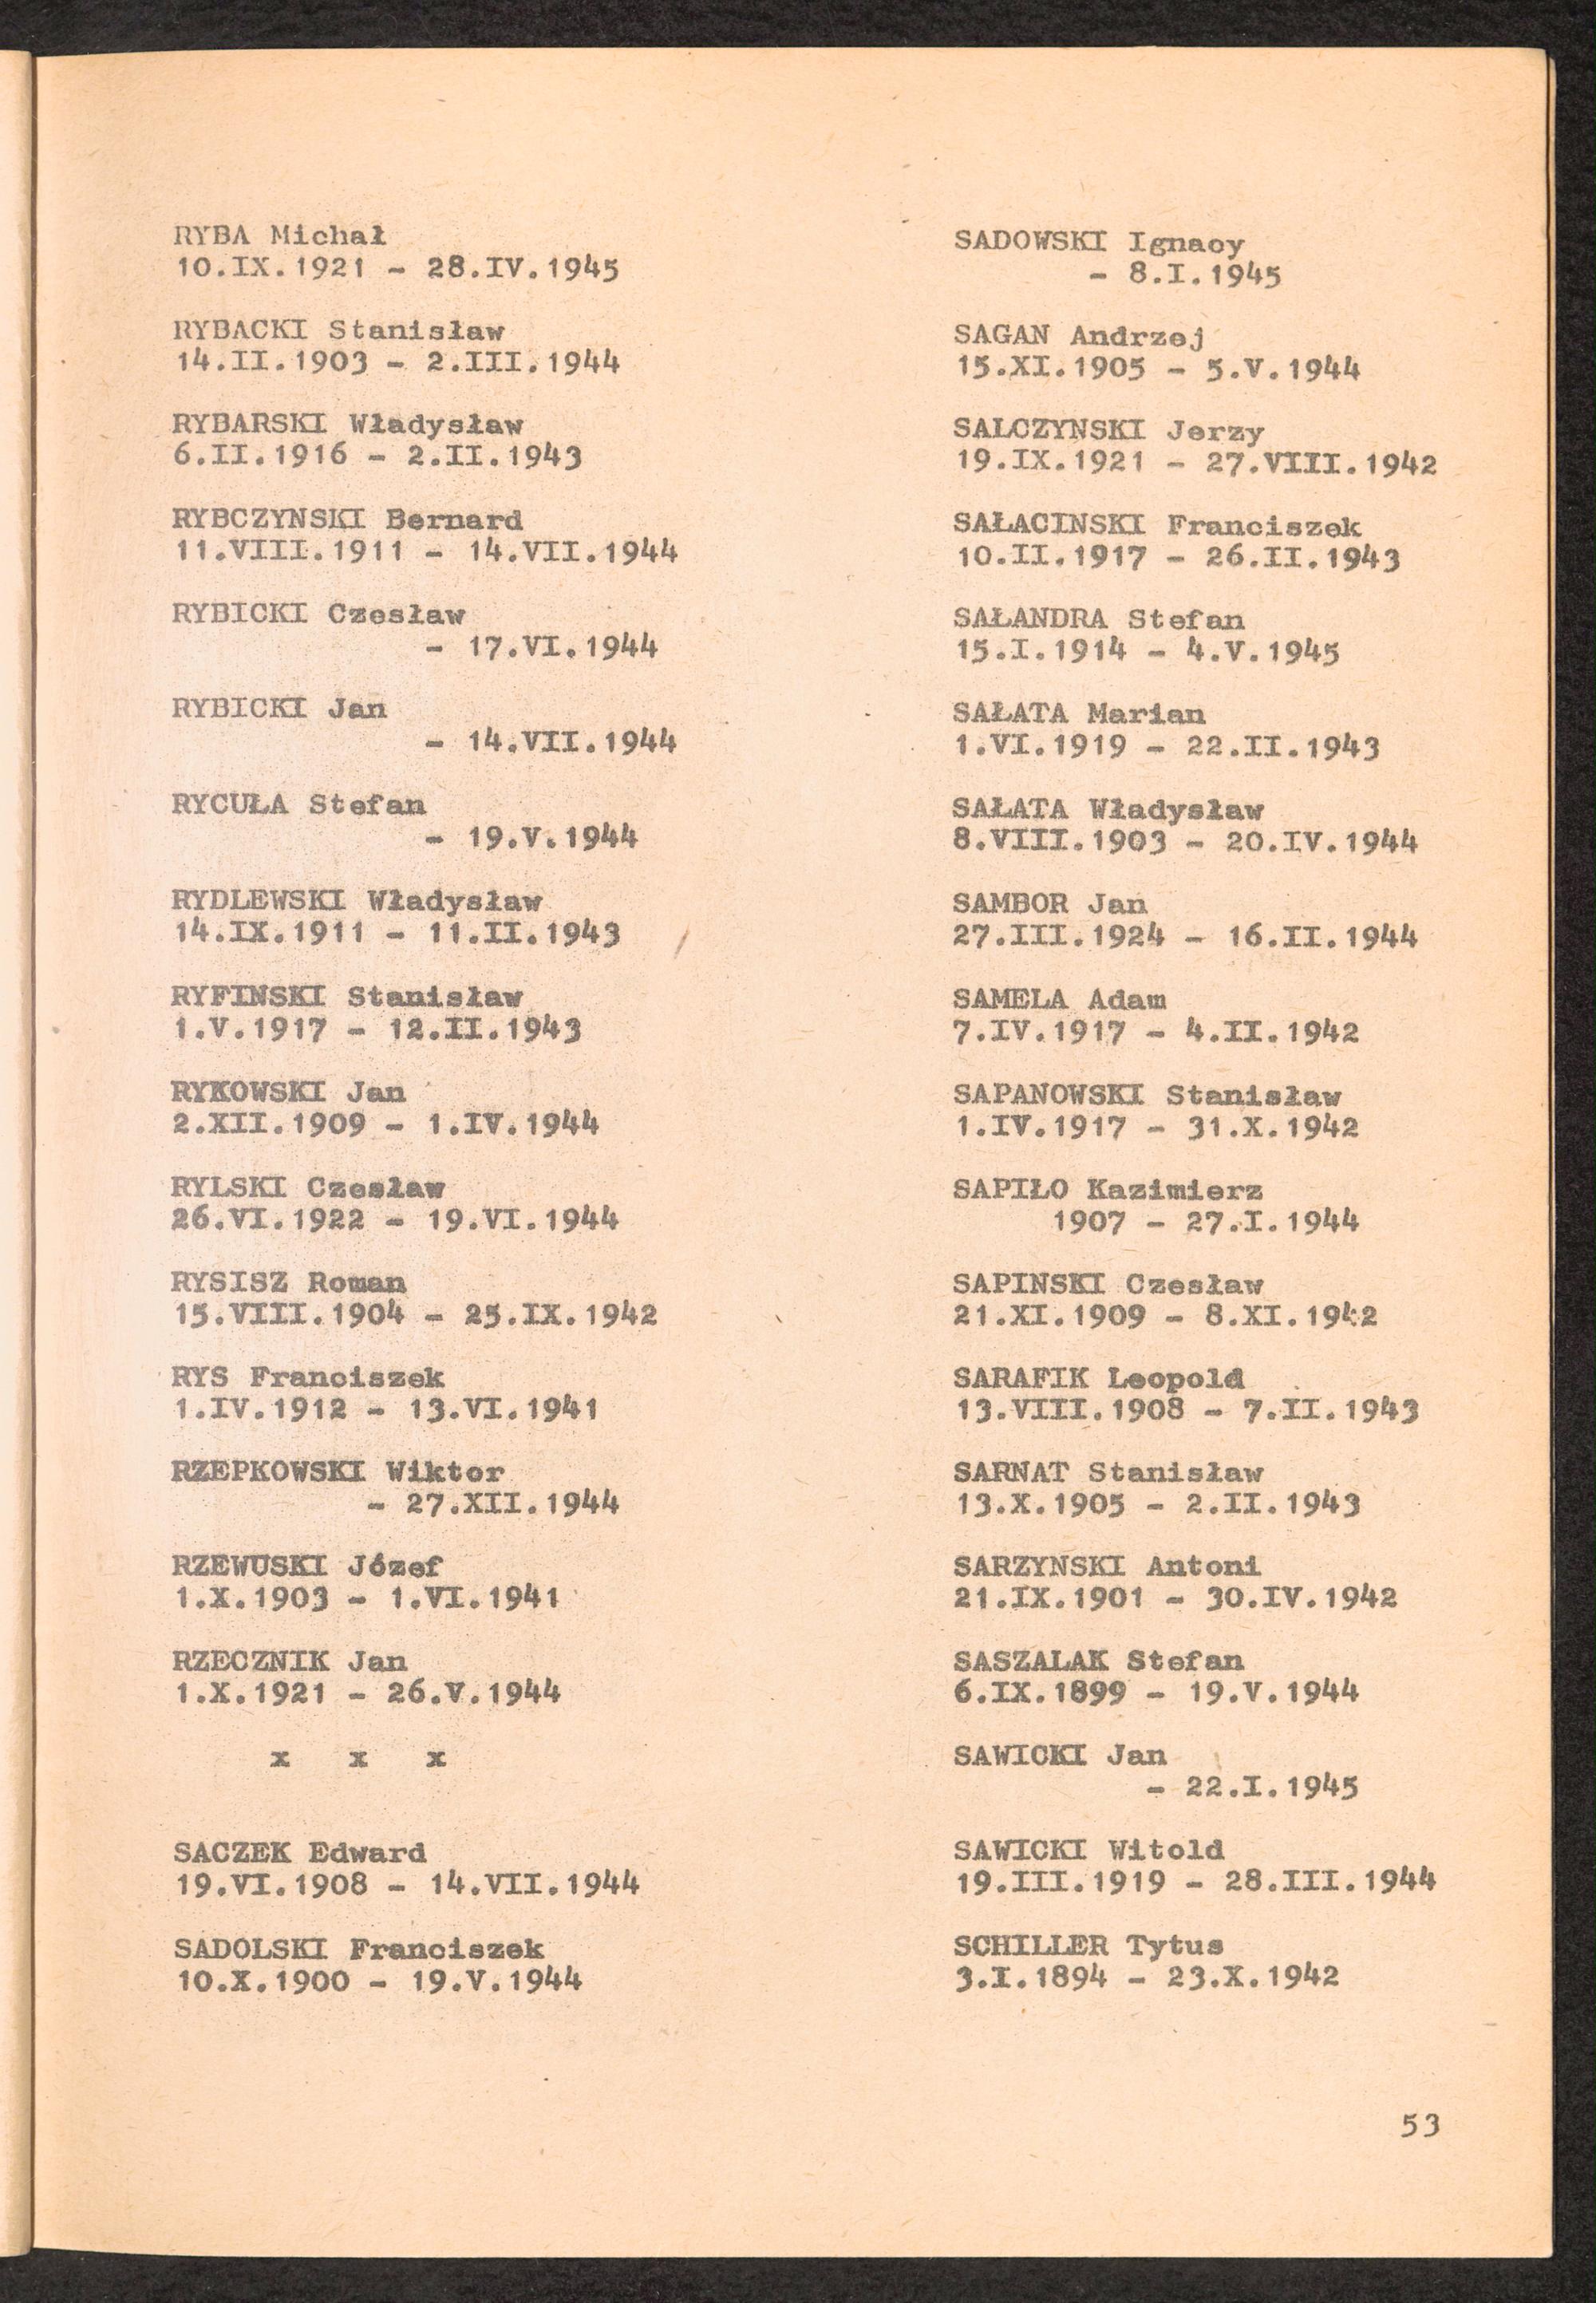 RYBA Michał
10.IX.1921 - 28.IV.1945
RYBACKI Stanisław
14.II.1903 - 2.III.1944
RYBARSKI Władysław
6.II.1916 - 2.II.1943
RYBCZYNSKI Bernard
11.VIII.1911 - 14.VII.1944
RYBICKI Czesław
- 17.VI.1944
RYBICKI Jan
- 14.VII.1944
RYCUŁA Stefan
- 19.V.1944
RYDLEWSKI Władysław
14.IX.1911 - 11.II.1943
RYFINSKI Stanisław
1.V.1917 - 12.II.1943
RYKOWSKI Jan
2.XII.1909 - 1.IV.1944
RYLSKI Czesław
26.VI.1922 - 19.VI.1944
RYSISZ Roman
15.VIII.1904 - 25.IX.1942
RYS Franciszek
1.IV.1912 - 13.VI.1941
RZEPKOWSKI Wiktor
- 27.XII.1944
RZEWUSKI Józef
1.X.1903 - 1.VI.1941
RZECZNIK Jan
1.X.1921 - 26.V.1944
x x x
SACZEK Edward
19.VI.1908 - 14.VII.1944
SADOLSKI Franciszek
10.X.1900 - 19.V.1944
SADOWSKI Ignacy
- 8.I.1945
SAGAN Andrzej
15.XI.1905 - 5.V.1944
SALCZYNSKI Jerzy
19.IX.1921 - 27.VIII.1942
SAŁACINSKI Franciszek
10.II.1917 - 26.II.1943
SAŁANDRA Stefan
15.I.1914 - 4.V.1945
SAŁATA Marian
1.VI.1919 - 22.II.1943
SAŁATA Władysław
8.VIII.1903 - 20.IV.1944
SAMBOR Jan
27.III.1924 - 16.II.1944
SAMELA Adam
7.IV.1917 - 4.II.1942
SAPANOWSKI Stanisław
1.IV.1917 - 31.X.1942
SAPIŁO Kazimierz
1907 - 27.I.1944
SAPINSKI Czesław
21.XI.1909 - 8.XI.1942
SARAFIK Leopold
13.VIII.1908 - 7.II.1943
SARNAT Stanisław
13.X.1905 - 2.II.1943
SARZYNSKI Antoni
21.IX.1901 - 30.IV.1942
SASZALAK Stefan
6.IX.1899 - 19.V.1944
SAWICKI Jan
- 22.I.1945
SAWICKI Witold
19.III.1919 - 28.III.1944
SCHILLER Tytus
3.I.1894 - 23.X.1942
53